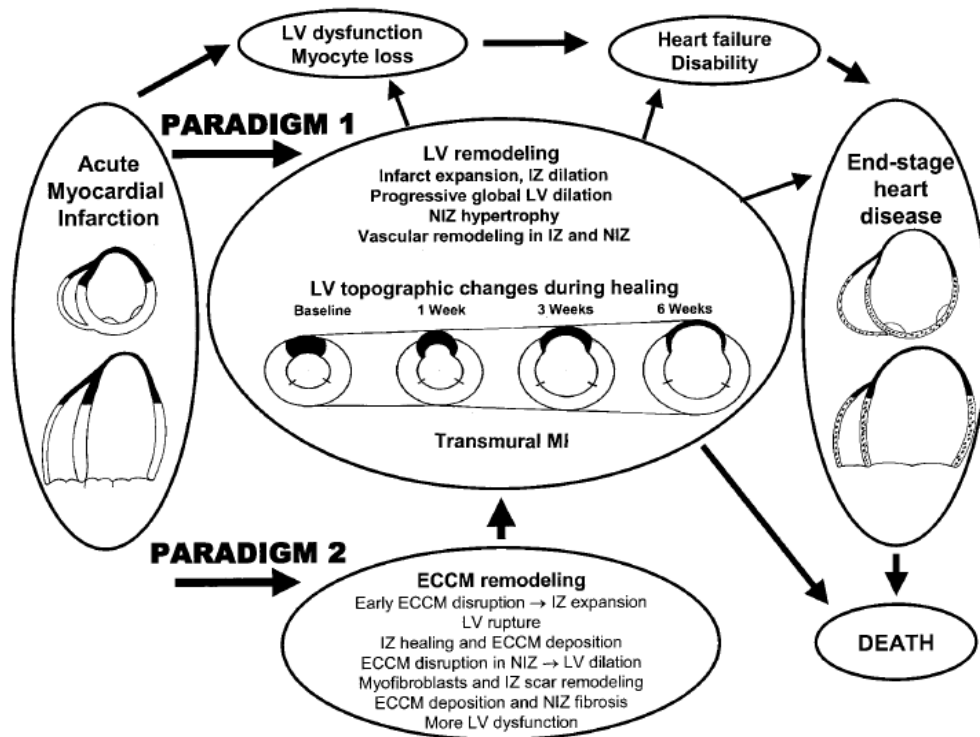 LV dysfunction
Myocyte loss
Heart failure
Disability
PARADIGM 1
Acute
Myocardial
Infarction
LV remodeling
Infarct expansion, IZ dilation
Progressive global LV dilation
NIZ hypertrophy
Vascular remodeling in IZ and NIZ
LV topographic changes during healing
Baseline 1 Week 3 Weeks 6 Weeks
Transmural MI
End-stage
heart
disease
PARADIGM 2
ECCM remodeling
Early ECCM disruption → IZ expansion
LV rupture
IZ healing and ECCM deposition
ECCM disruption in NIZ → LV dilation
Myofibroblasts and IZ scar remodeling
ECCM deposition and NIZ fibrosis
More LV dysfunction
DEATH